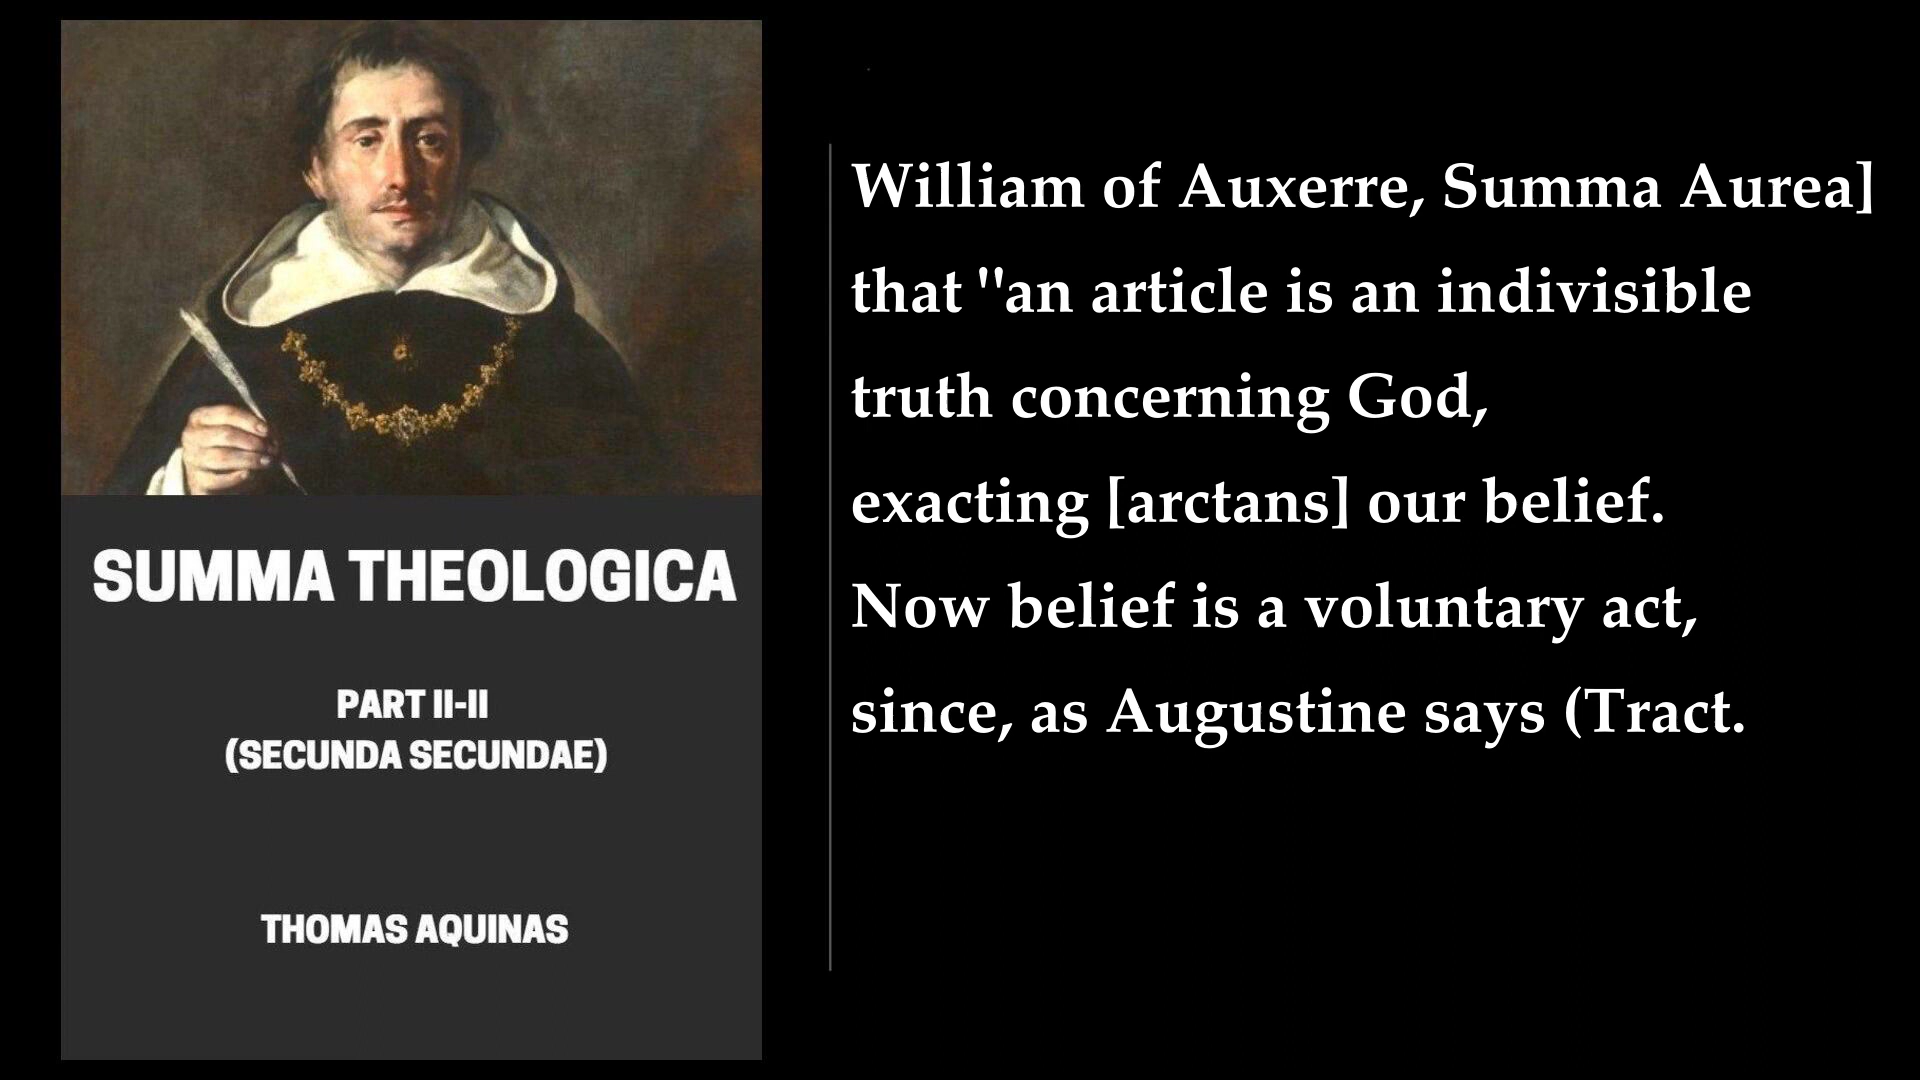 SUMMA THEOLOGICA
PART II-II
(SECUNDA SECUNDAE)
THOMAS AQUINAS
William of Auxerre, Summa Aurea]
that "an article is an indivisible
truth concerning God,
exacting [arctans] our belief.
Now belief is a voluntary act,
since, as Augustine says (Tract.